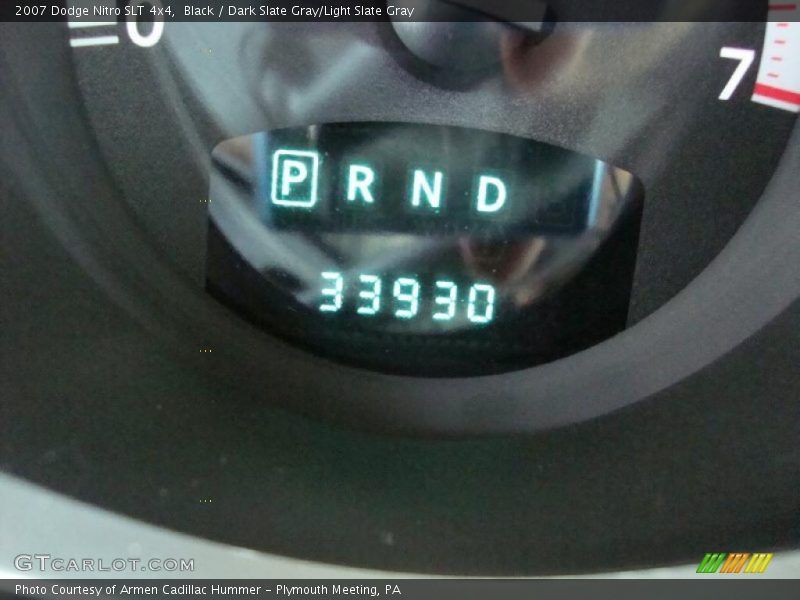 2007 Dodge Nitro SLT 4x4, Black / Dark Slate Gray/Light Slate Gray
0
7
P R N D
33930
GTcarlot.com
Photo Courtesy of Armen Cadillac Hummer - Plymouth Meeting, PA